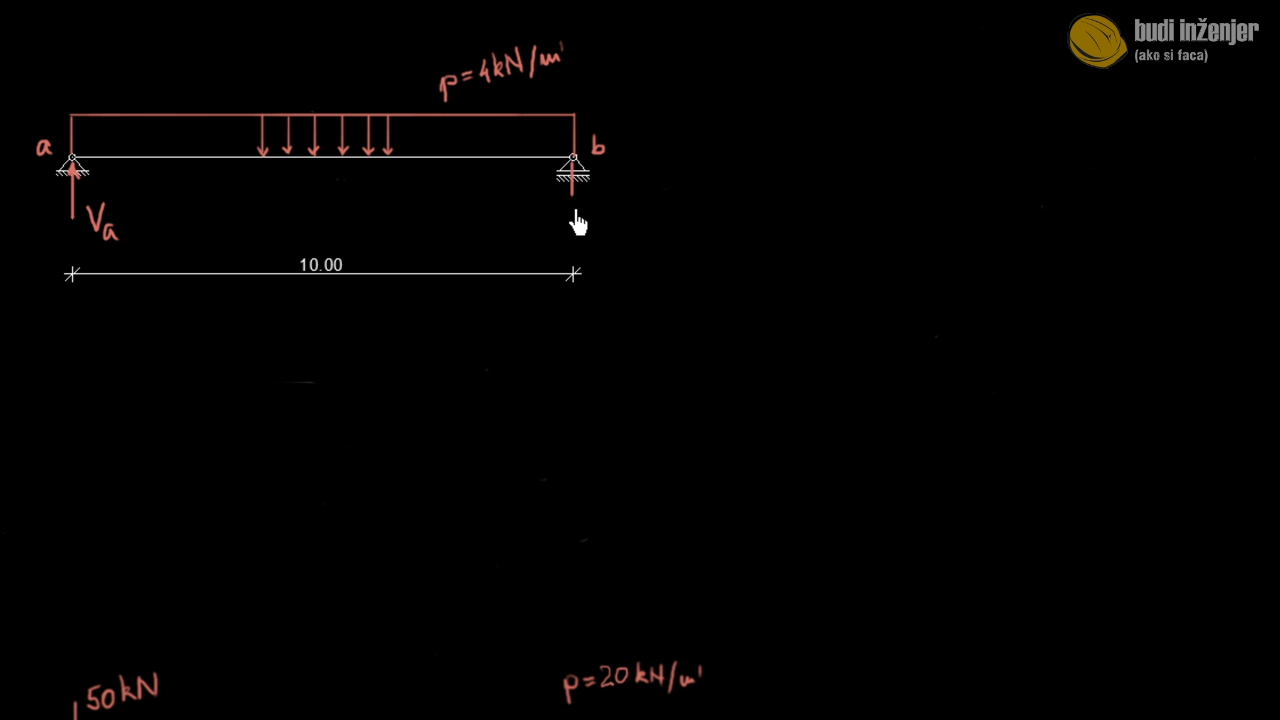 budi inženjer
(ako si faca)
p=4kN/m'
a
b
Va
10.00
50kN
p=20kN/m'